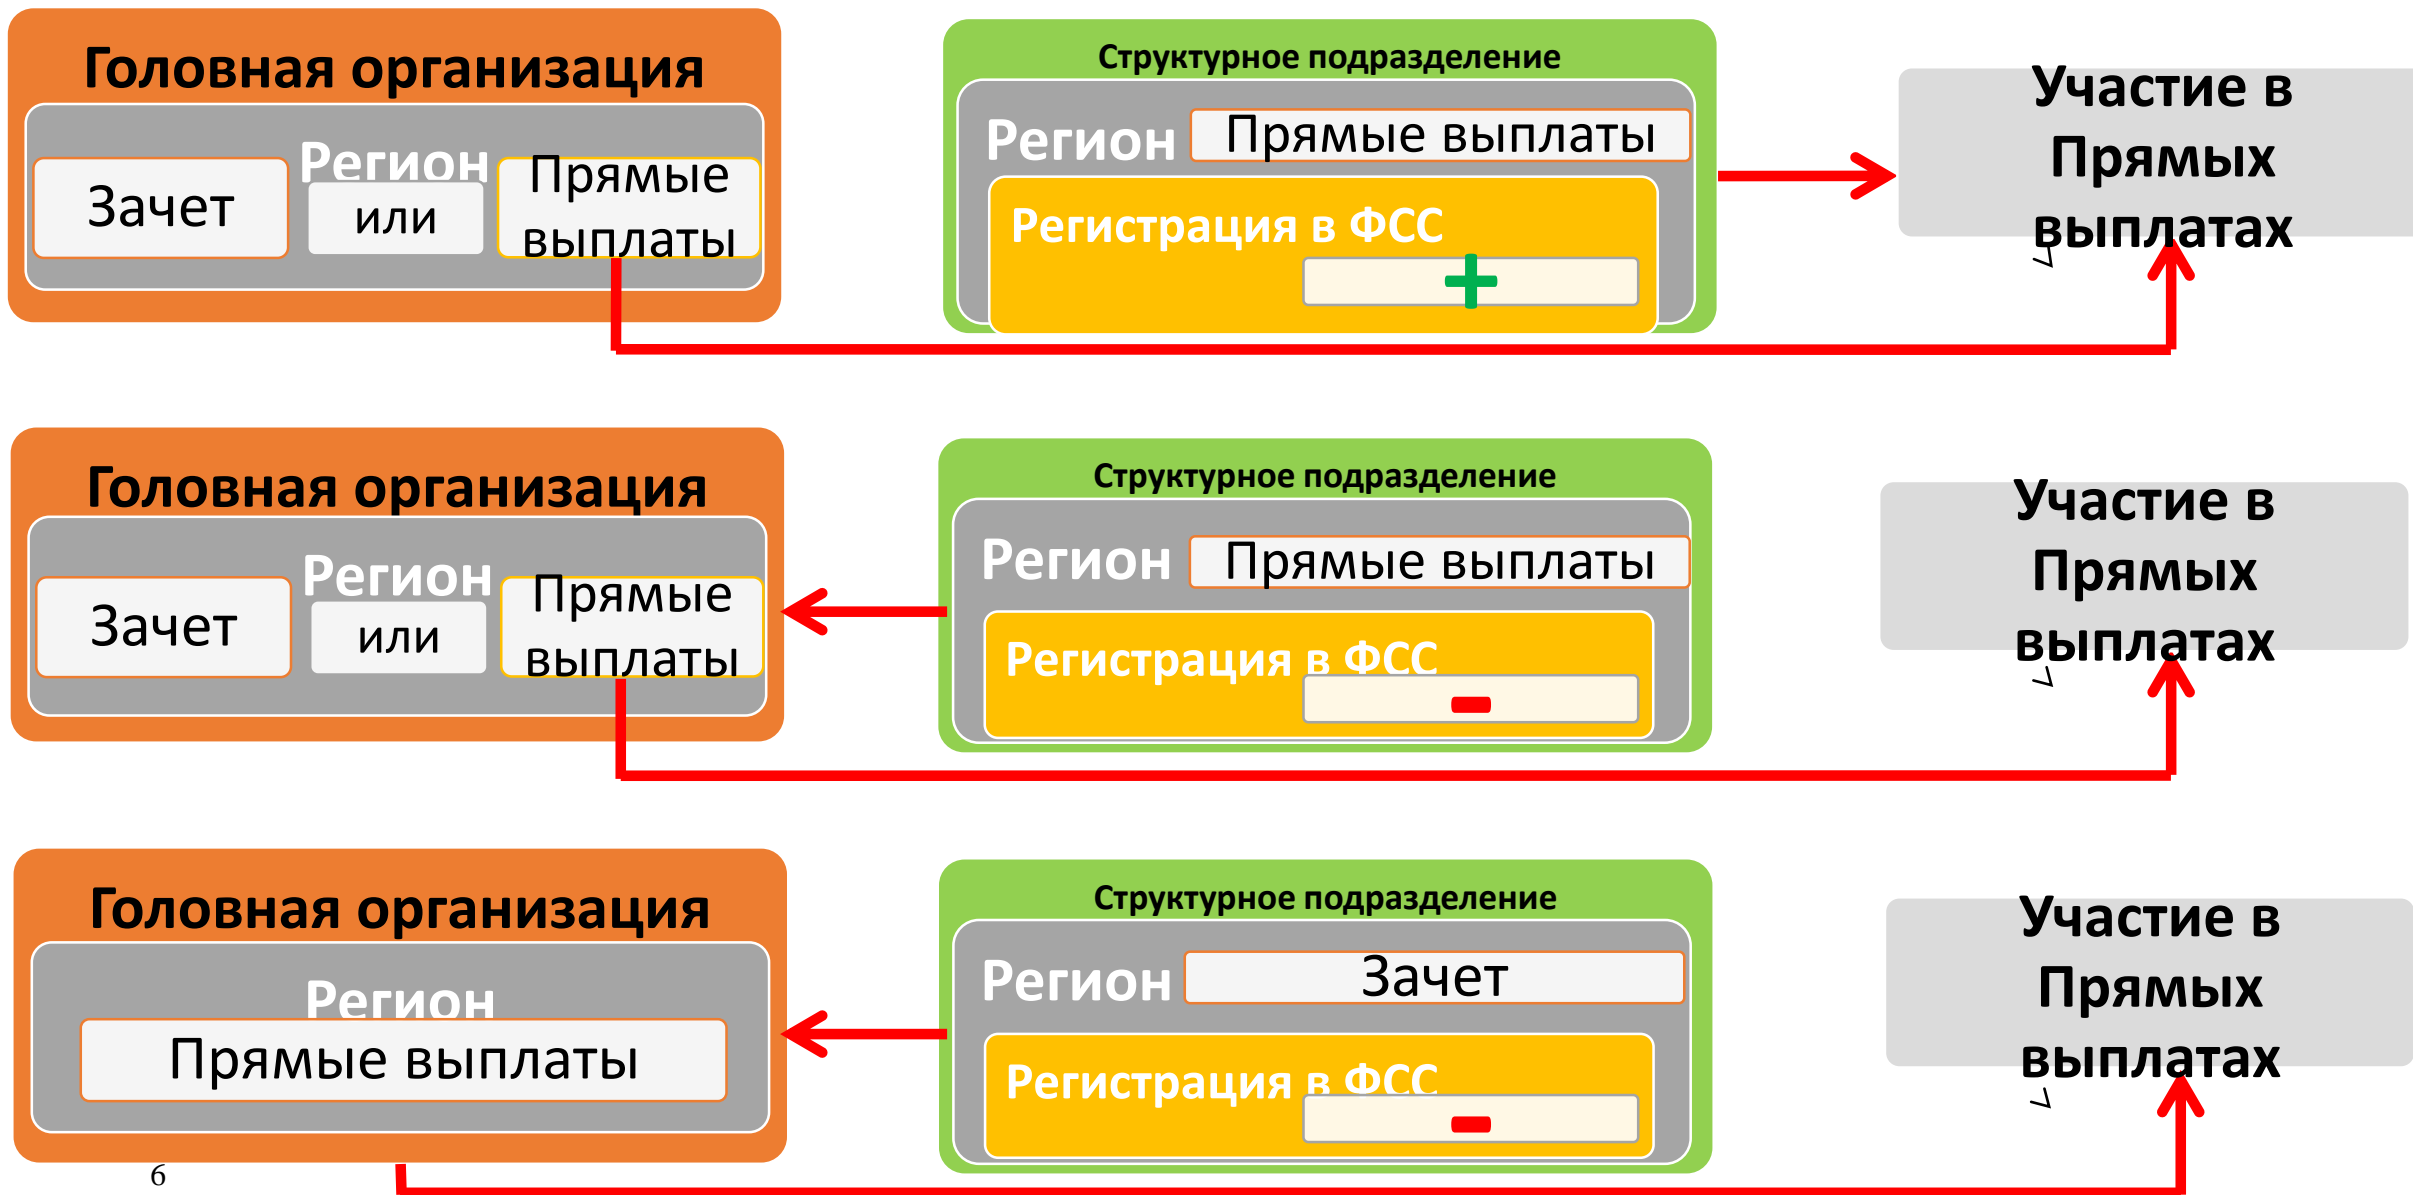 Головная организация
Регион
Зачет
или
Прямые
выплаты
Структурное подразделение
Регион
Прямые выплаты
Регистрация в ФСС
+
Участие в
Прямых
выплатах
Головная организация
Регион
Зачет
или
Прямые
выплаты
Структурное подразделение
Регион
Прямые выплаты
Регистрация в ФСС
-
Участие в
Прямых
выплатах
Головная организация
Регион
Прямые выплаты
Структурное подразделение
Регион
Зачет
Регистрация в ФСС
-
Участие в
Прямых
выплатах
6